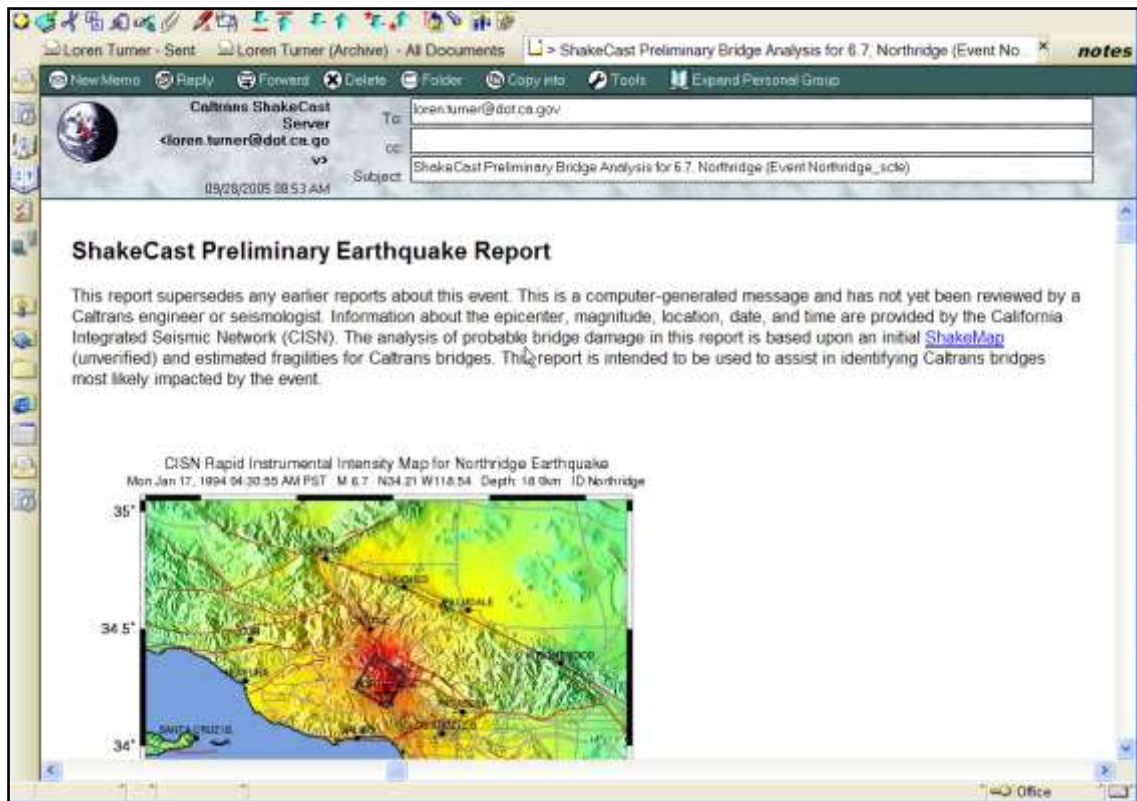 Loren Turner - Sent
Loren Turner (Archive) - All Documents
> ShakeCast Preliminary Bridge Analysis for 6.7, Northridge (Event No...
notes
New Memo
Reply
Forward
Delete
Folder
Copy into
Tools
Expand Personal Group
Caltrans ShakeCast
Server
<loren.turner@dot.ca.go
v>
09/28/2005 08:53 AM
To:
loren.turner@dot.ca.gov
cc:
Subject
ShakeCast Preliminary Bridge Analysis for 6.7, Northridge (Event Northridge_scte)
ShakeCast Preliminary Earthquake Report
This report supersedes any earlier reports about this event. This is a computer-generated message and has not yet been reviewed by a
Caltrans engineer or seismologist. Information about the epicenter, magnitude, location, date, and time are provided by the California
Integrated Seismic Network (CISN). The analysis of probable bridge damage in this report is based upon an initial ShakeMap
(unverified) and estimated fragilities for Caltrans bridges. This report is intended to be used to assist in identifying Caltrans bridges
most likely impacted by the event.
CISN Rapid Instrumental Intensity Map for Northridge Earthquake
Mon Jan 17, 1994 04:30:55 AM PST M 6.7 N34.21 W118.54 Depth: 18.0km ID:Northridge
35°
34.5°
34°
SANTA CRUZ IS.
Office